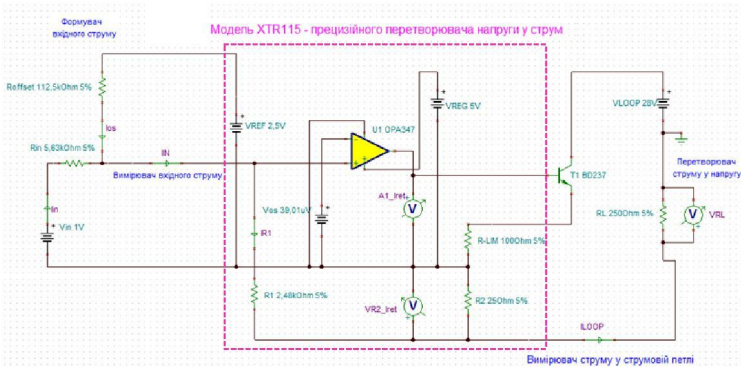 Формувач
вхідного струму
Модель XTR115 - прецизійного перетворювача напруги у струм
Roffset 112,5kOhm 5%
VREF 2,5V
VREG 5V
VLOOP 28V
U1 OPA347
Ios
Rin 5,63kOhm 5%
IIN
Вимірювач вхідного струму
T1 BD237
Перетворювач
струму у напругу
Iin
Vin 1V
Vos 39,01uV
A1_Iret
V
RL 250Ohm 5%
V
VRL
IR1
R-LIM 100Ohm 5%
R1 2,48kOhm 5%
VR2_Iret
V
R2 25Ohm 5%
ILOOP
Вимірювач струму у струмовій петлі